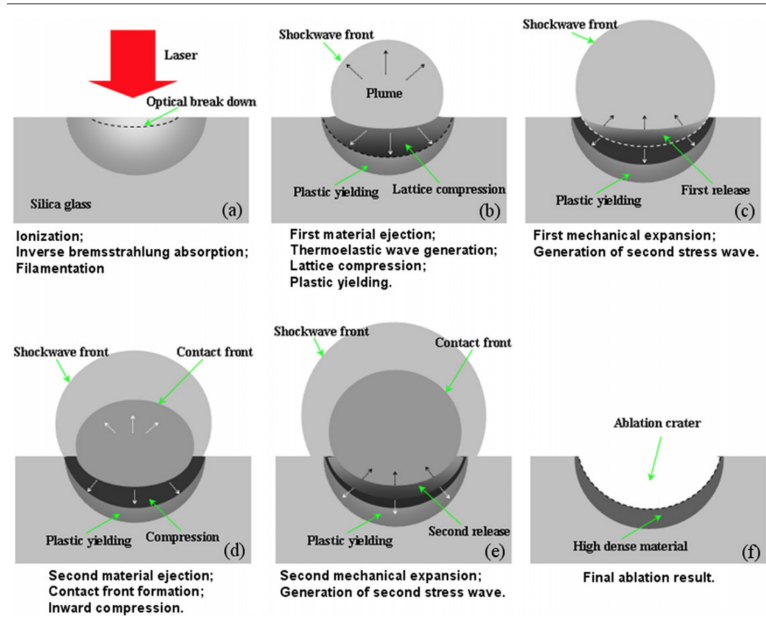 Laser
Optical break down
Silica glass
(a)
Ionization;
Inverse bremsstrahlung absorption;
Filamentation
Shockwave front
Plume
Plastic yielding
Lattice compression
(b)
First material ejection;
Thermoelastic wave generation;
Lattice compression;
Plastic yielding.
Shockwave front
Plastic yielding
First release
(c)
First mechanical expansion;
Generation of second stress wave.
Shockwave front
Contact front
Plastic yielding
Compression
(d)
Second material ejection;
Contact front formation;
Inward compression.
Shockwave front
Contact front
Plastic yielding
Second release
(e)
Second mechanical expansion;
Generation of second stress wave.
Ablation crater
High dense material
(f)
Final ablation result.